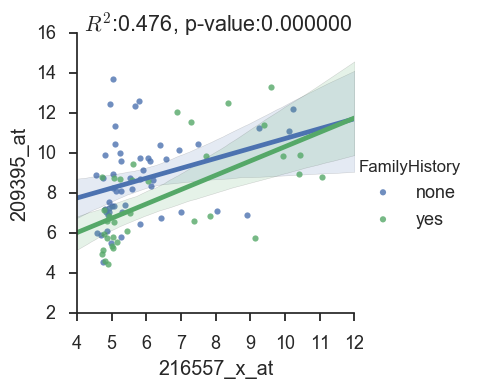 R²:0.476, p-value:0.000000
16
14
12
10
8
6
4
2
209395_at
4 5 6 7 8 9 10 11 12
216557_x_at
FamilyHistory
none
yes